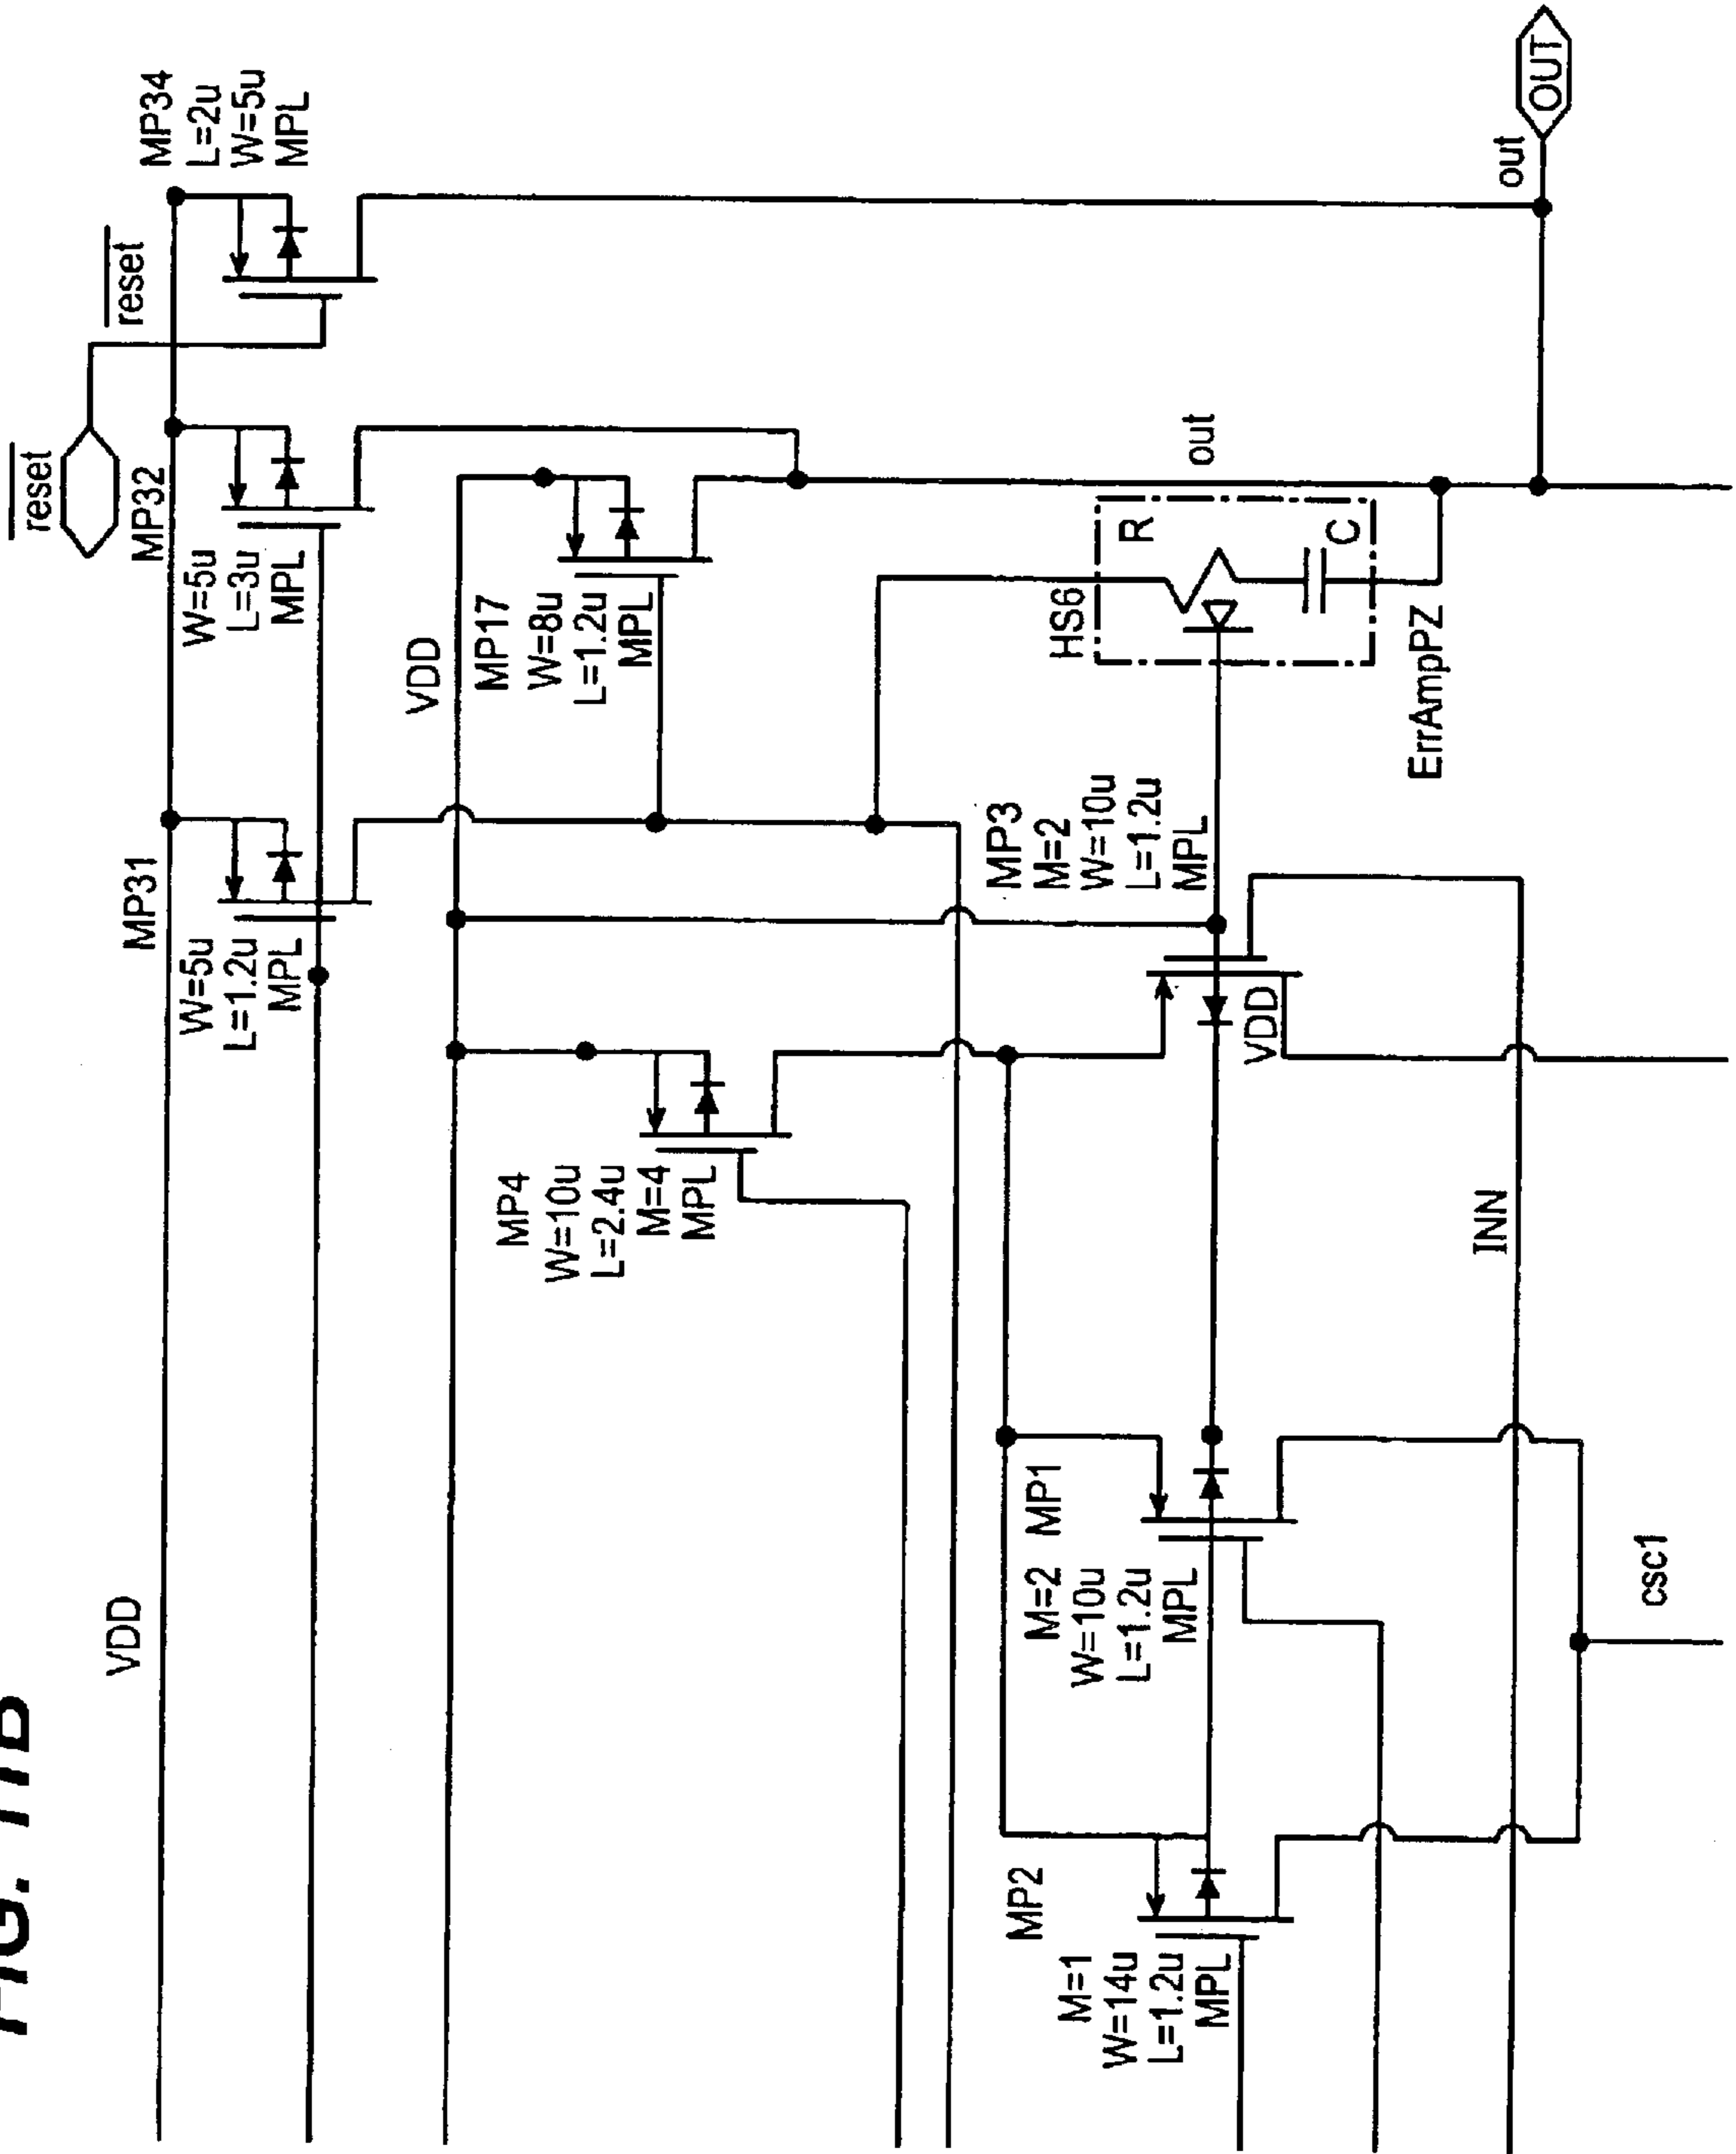 FIG. 11B
VDD
reset
reset
MP31
W=5u
L=1.2u
MPL
MP32
W=5u
L=3u
MPL
MP34
L=2u
W=5u
MPL
VDD
MP4
W=10u
L=2.4u
M=4
MPL
MP17
W=8u
L=1.2u
MPL
MP2
M=1
W=14u
L=1.2u
MPL
MP1
M=2
W=10u
L=1.2u
MPL
MP3
M=2
W=10u
L=1.2u
MPL
VDD
HS6
R
C
ErrAmpPZ
out
INN
csc1
out
OUT